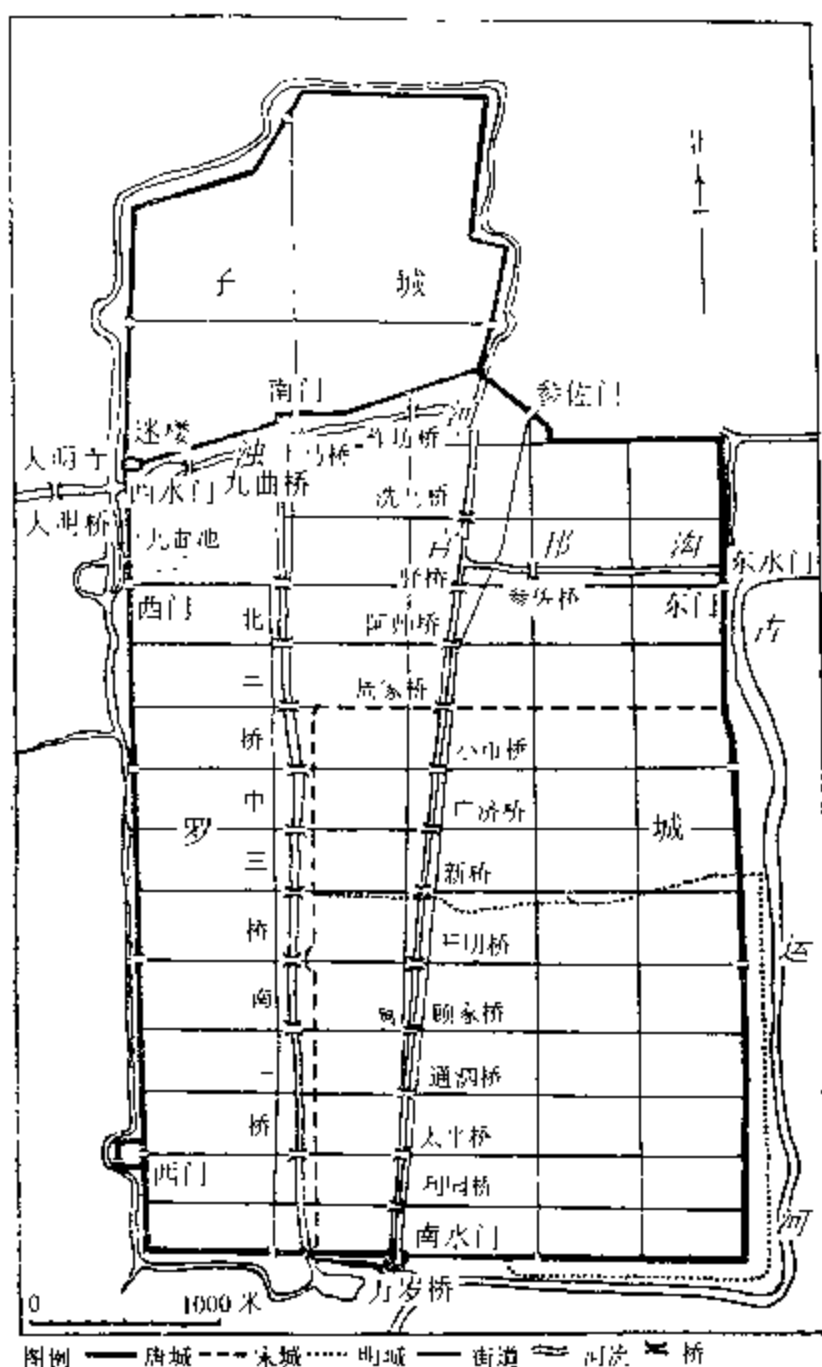 北
子 城
南门
参佐门
迷楼
浊 河
九曲桥
西水门
洗马桥
九曲池
邗 沟
东水门
参佐桥
西门
东门
北
阿师桥
古
二
周家桥
桥
小市桥
中
广济桥
罗 城
三
新桥
桥
开明桥
运
南
顾家桥
通泗桥
一
太平桥
桥
西门
利园桥
河
南水门
万岁桥
0 1000 米
图例 唐城 宋城 明城 街道 河流 桥